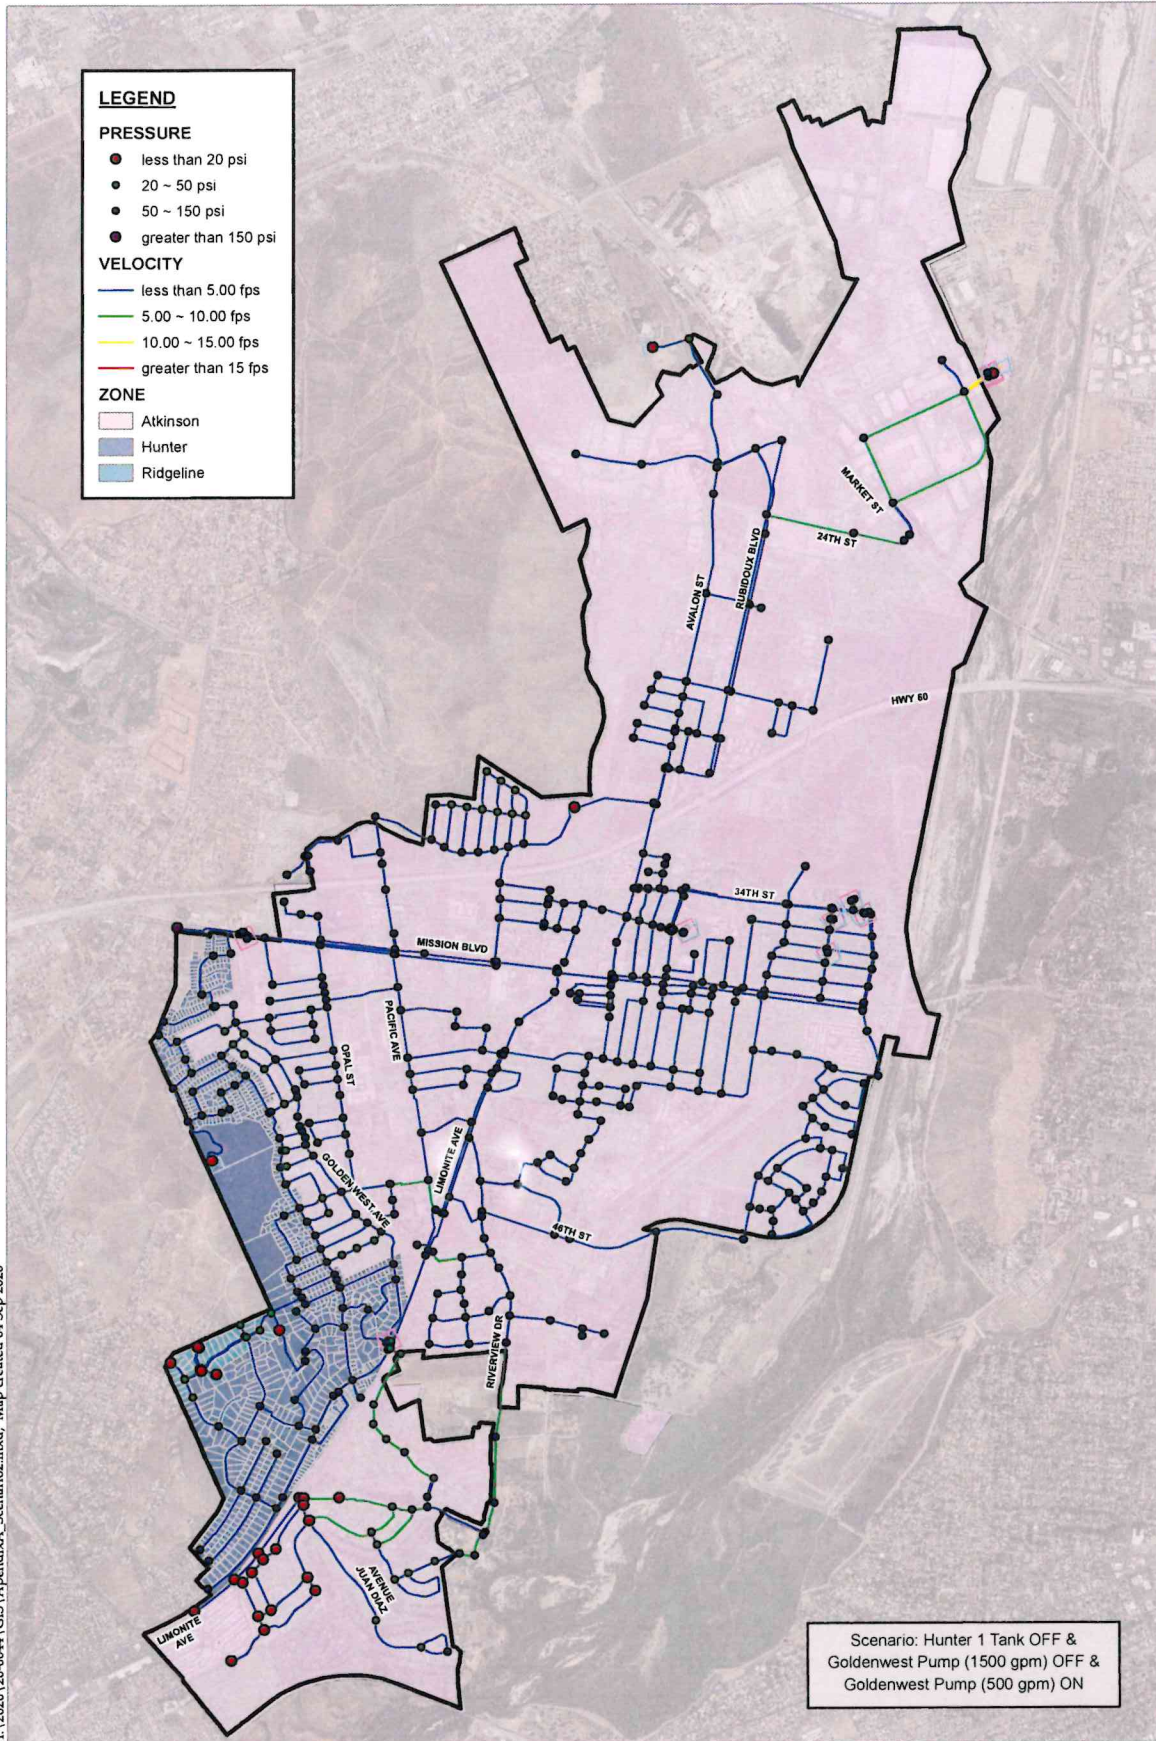 LEGEND
PRESSURE
less than 20 psi
20 ~ 50 psi
50 ~ 150 psi
greater than 150 psi
VELOCITY
less than 5.00 fps
5.00 ~ 10.00 fps
10.00 ~ 15.00 fps
greater than 15 fps
ZONE
Atkinson
Hunter
Ridgeline
MARKET ST
24TH ST
RUBIDOUX BLVD
AVALON ST
HWY 60
34TH ST
MISSION BLVD
PACIFIC AVE
OPAL ST
LIMONITE AVE
GOLDEN WEST AVE
46TH ST
RIVERVIEW DR
AVENUE
JUAN DIAZ
LIMONITE
AVE
Scenario: Hunter 1 Tank OFF &
Goldenwest Pump (1500 gpm) OFF &
Goldenwest Pump (500 gpm) ON